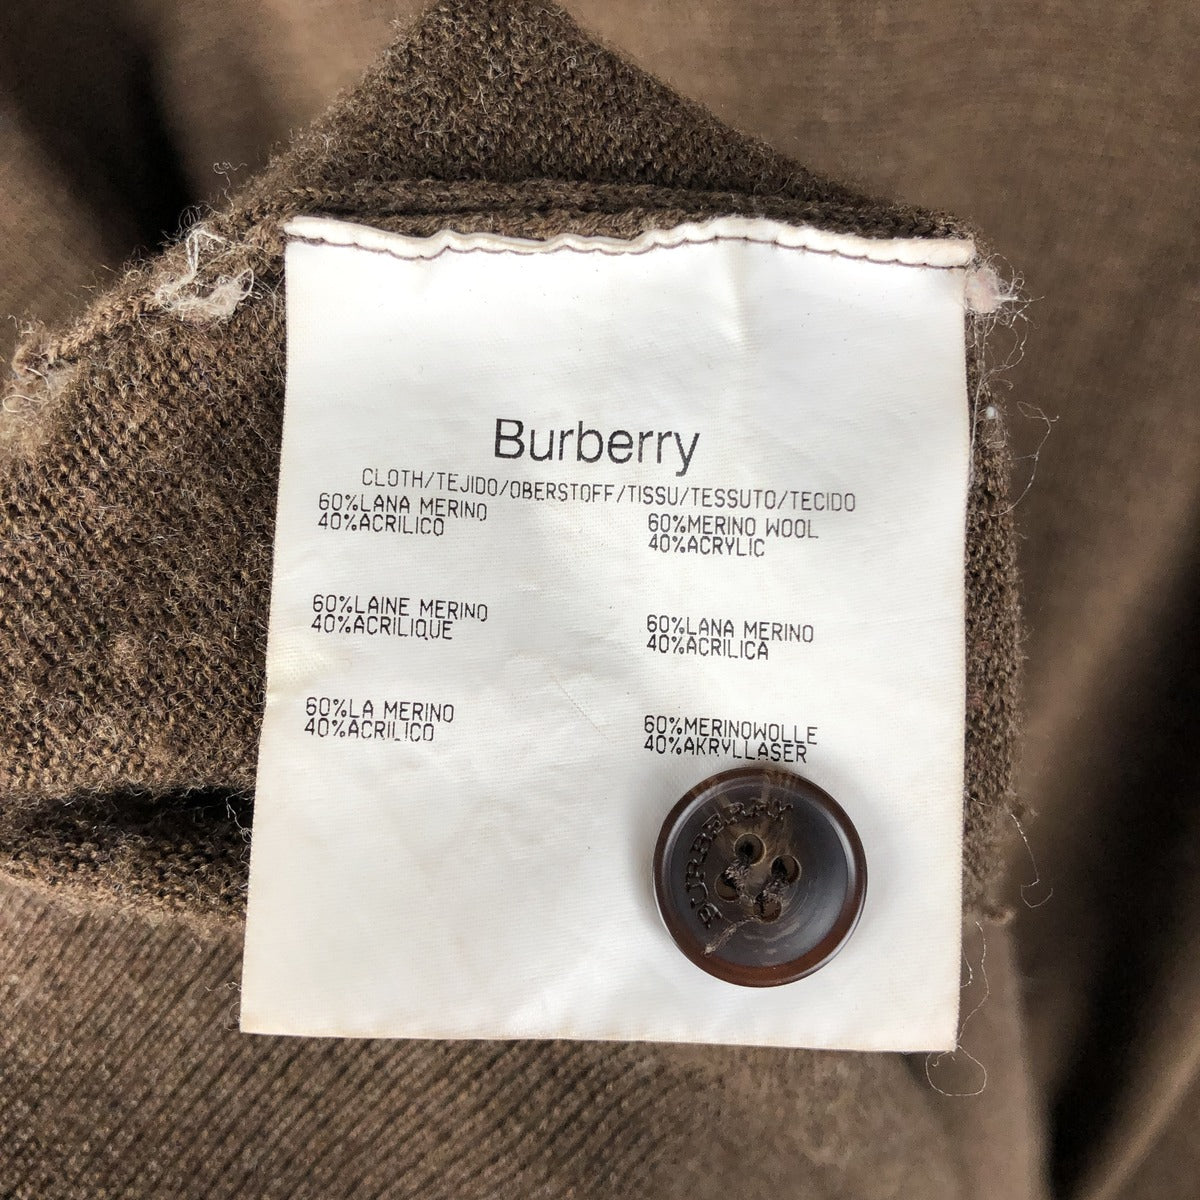 Burberry
CLOTH/TEJIDO/OBERSTOFF/TISSU/TESSUTO/TECIDO
60%LANA MERINO
40%ACRILICO
60%MERINO WOOL
40%ACRYLIC
60%LAINE MERINO
40%ACRILIQUE
60%LANA MERINO
40%ACRILICA
60%LA MERINO
40%ACRILICO
60%MERINOWOLLE
40%AKRYLLASER
BURBERRY